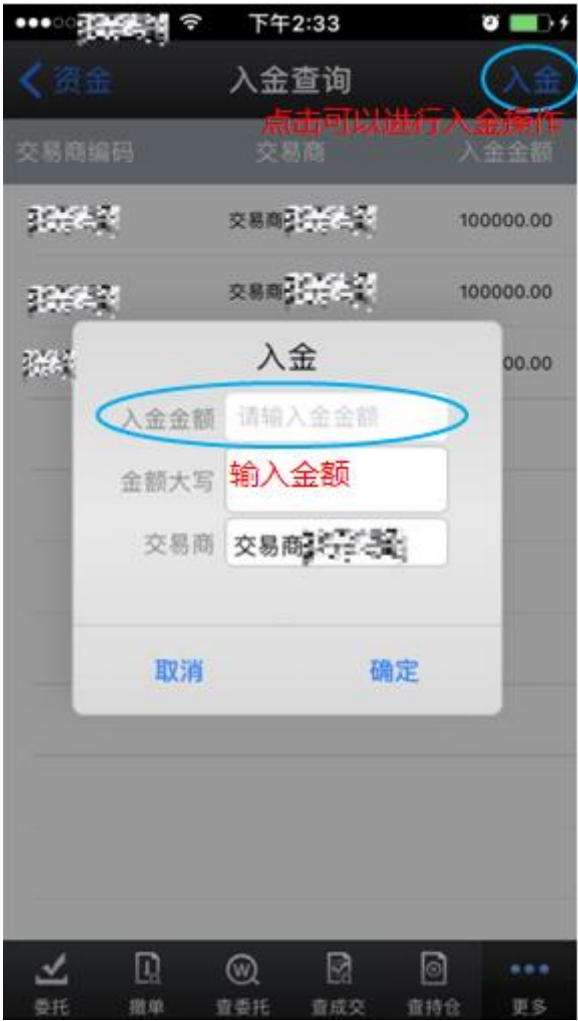 下午2:33
资金 入金查询 入金
点击可以进行入金操作
交易商编码 交易商 入金金额
交易商 100000.00
交易商 100000.00
00.00
入金
入金金额 请输入金金额
金额大写 输入金额
交易商 交易商
取消 确定
委托 撤单 查委托 查成交 查持仓 更多